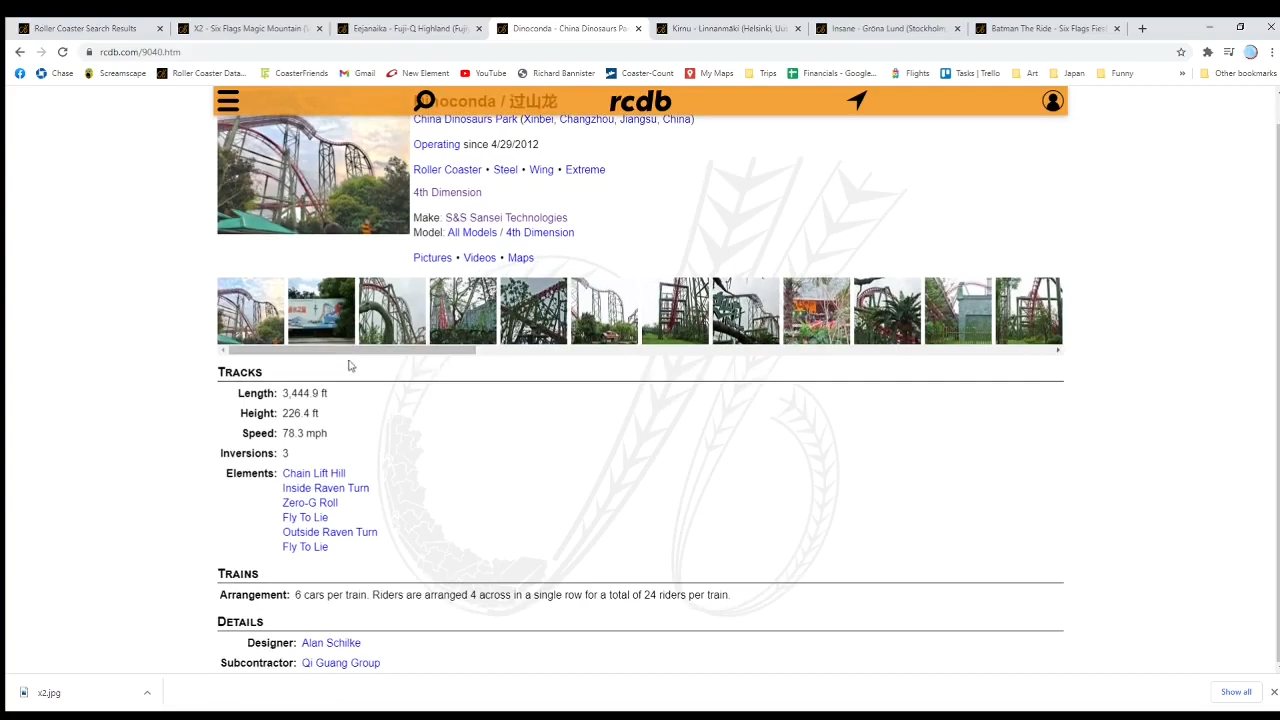 Roller Coaster Search Results
X2 - Six Flags Magic Mountain (V
Eejanaika - Fuji-Q Highland (Fuji
Dinoconda - China Dinosaurs Pa
Kirnu - Linnanmäki (Helsinki, Uu
Insane - Gröna Lund (Stockholm,
Batman The Ride - Six Flags Fiest
rcdb.com/9040.htm
Chase
Screamscape
Roller Coaster Data...
CoasterFriends
Gmail
New Element
YouTube
Richard Bannister
Coaster-Count
My Maps
Trips
Financials - Google...
Flights
Tasks | Trello
Art
Japan
Funny
»
Other bookmarks
Dinoconda / 过山龙
rcdb
China Dinosaurs Park (Xinbei, Changzhou, Jiangsu, China)
Operating since 4/29/2012
Roller Coaster • Steel • Wing • Extreme
4th Dimension
Make: S&S Sansei Technologies
Model: All Models / 4th Dimension
Pictures • Videos • Maps
Tracks
Length: 3,444.9 ft
Height: 226.4 ft
Speed: 78.3 mph
Inversions: 3
Elements: Chain Lift Hill
Inside Raven Turn
Zero-G Roll
Fly To Lie
Outside Raven Turn
Fly To Lie
Trains
Arrangement: 6 cars per train. Riders are arranged 4 across in a single row for a total of 24 riders per train.
Details
Designer: Alan Schilke
Subcontractor: Qi Guang Group
x2.jpg
Show all